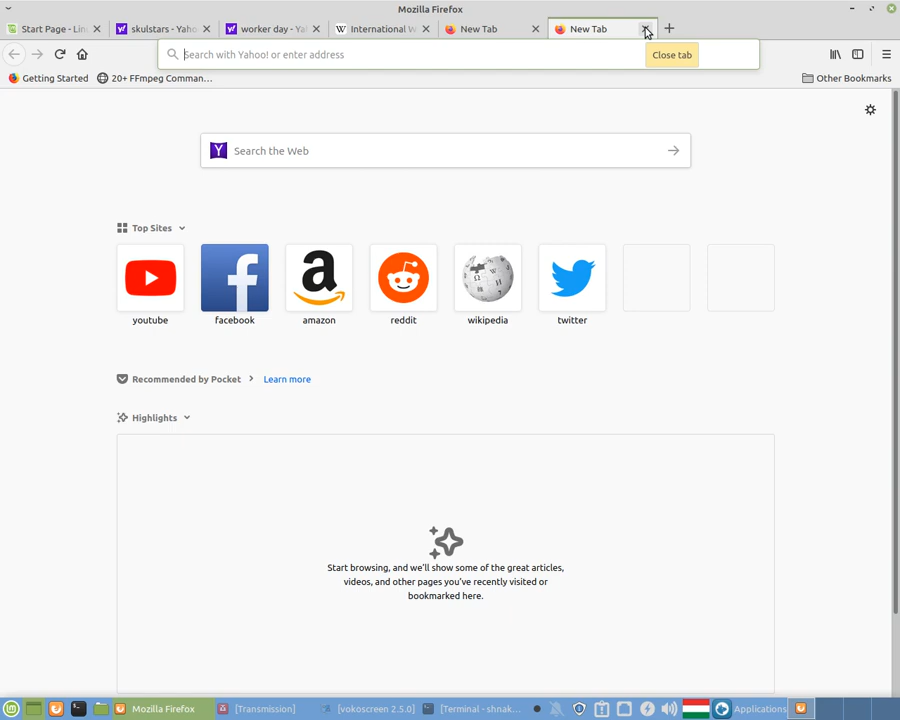 Mozilla Firefox
Start Page - Lin
skulstars - Yaho
worker day - Ya
International W
New Tab
New Tab
Search with Yahoo! or enter address
Close tab
Getting Started
20+ FFmpeg Comman…
Other Bookmarks
Search the Web
Top Sites
youtube
facebook
amazon
reddit
wikipedia
twitter
Recommended by Pocket
Learn more
Highlights
Start browsing, and we'll show some of the great articles,
videos, and other pages you've recently visited or
bookmarked here.
Mozilla Firefox
[Transmission]
[vokoscreen 2.5.0]
[Terminal - shnak...
Applications